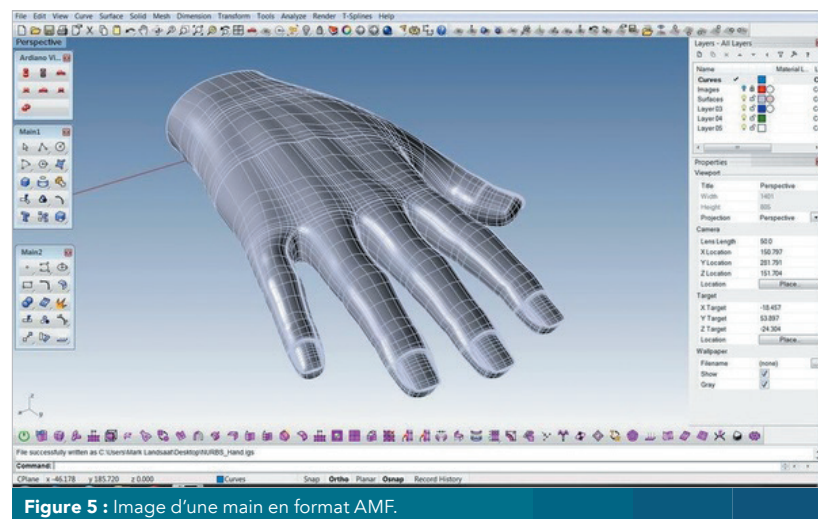 File Edit View Curve Surface Solid Mesh Dimension Transform Tools Analyze Render T-Splines Help
Perspective
Ardiano Vi...
Main1
Main2
Layers - All Layers
Name Material L...
Curves
Images
Surfaces
Layer 03
Layer 04
Layer 05
Properties
Viewport
Title Perspective
Width 1401
Height
Projection Perspective
Camera
Lens Length 50.0
X Location 150.797
Y Location 281.791
Z Location 151.704
Location Place...
Target
X Target -18.457
Y Target 53.897
Z Target -24.304
Location Place...
Wallpaper
Filename (none)
Show
Gray
z
y
File successfully written as C:\Users\Mark Landsaat\Desktop\NURBS_Hand.igs
Command:
CPlane x -46.178 y 185.720 z 0.000 Curves Snap Ortho Planar Osnap Record History
Figure 5 : Image d'une main en format AMF.